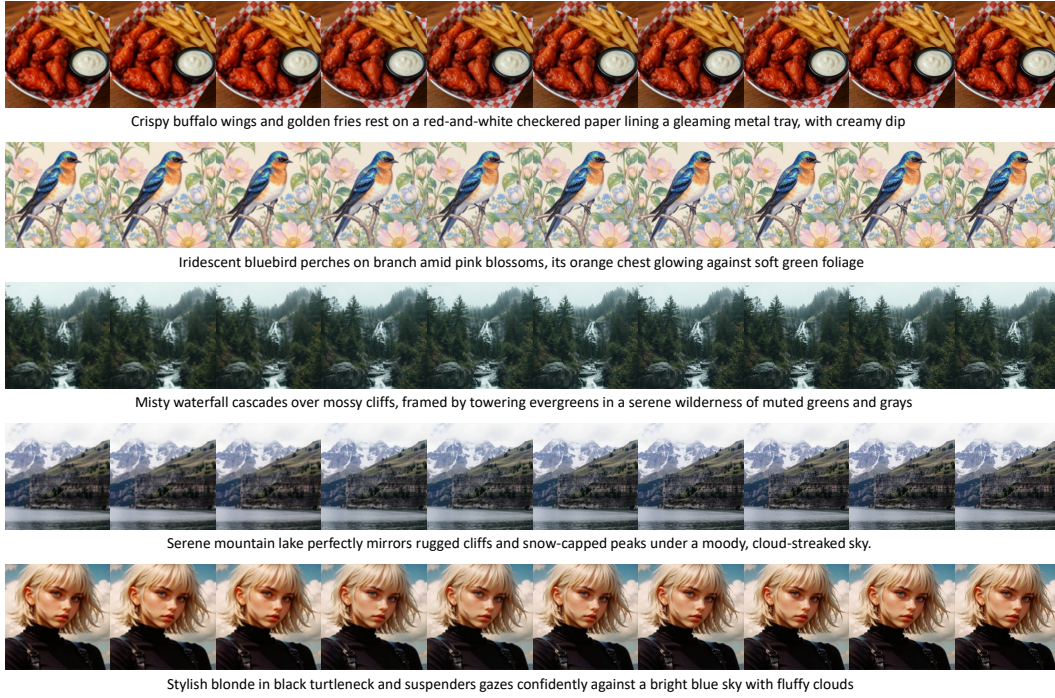 Crispy buffalo wings and golden fries rest on a red-and-white checkered paper lining a gleaming metal tray, with creamy dip
Iridescent bluebird perches on branch amid pink blossoms, its orange chest glowing against soft green foliage
Misty waterfall cascades over mossy cliffs, framed by towering evergreens in a serene wilderness of muted greens and grays
Serene mountain lake perfectly mirrors rugged cliffs and snow-capped peaks under a moody, cloud-streaked sky.
Stylish blonde in black turtleneck and suspenders gazes confidently against a bright blue sky with fluffy clouds